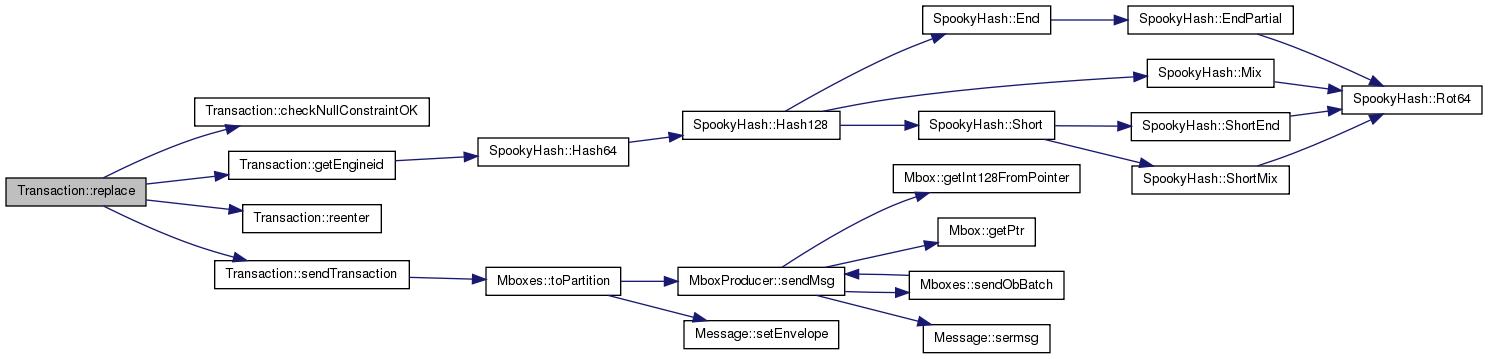 Transaction::replace
Transaction::checkNullConstraintOK
Transaction::getEngineid
Transaction::reenter
Transaction::sendTransaction
SpookyHash::Hash64
SpookyHash::Hash128
SpookyHash::End
SpookyHash::EndPartial
SpookyHash::Mix
SpookyHash::Rot64
SpookyHash::Short
SpookyHash::ShortEnd
SpookyHash::ShortMix
Mboxes::toPartition
MboxProducer::sendMsg
Message::setEnvelope
Mbox::getInt128FromPointer
Mbox::getPtr
Mboxes::sendObBatch
Message::sermsg